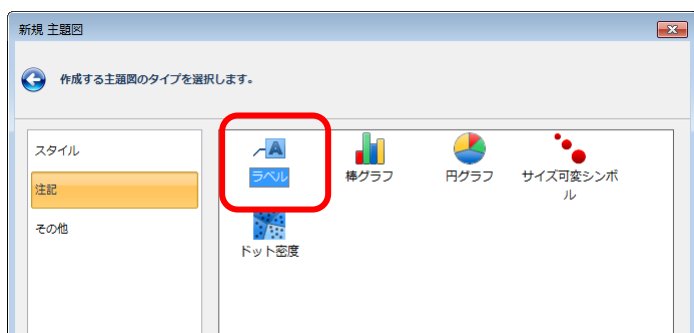 新規 主題図
作成する主題図のタイプを選択します。
スタイル
注記
その他
A
ラベル
棒グラフ
円グラフ
サイズ可変シンボ
ル
ドット密度